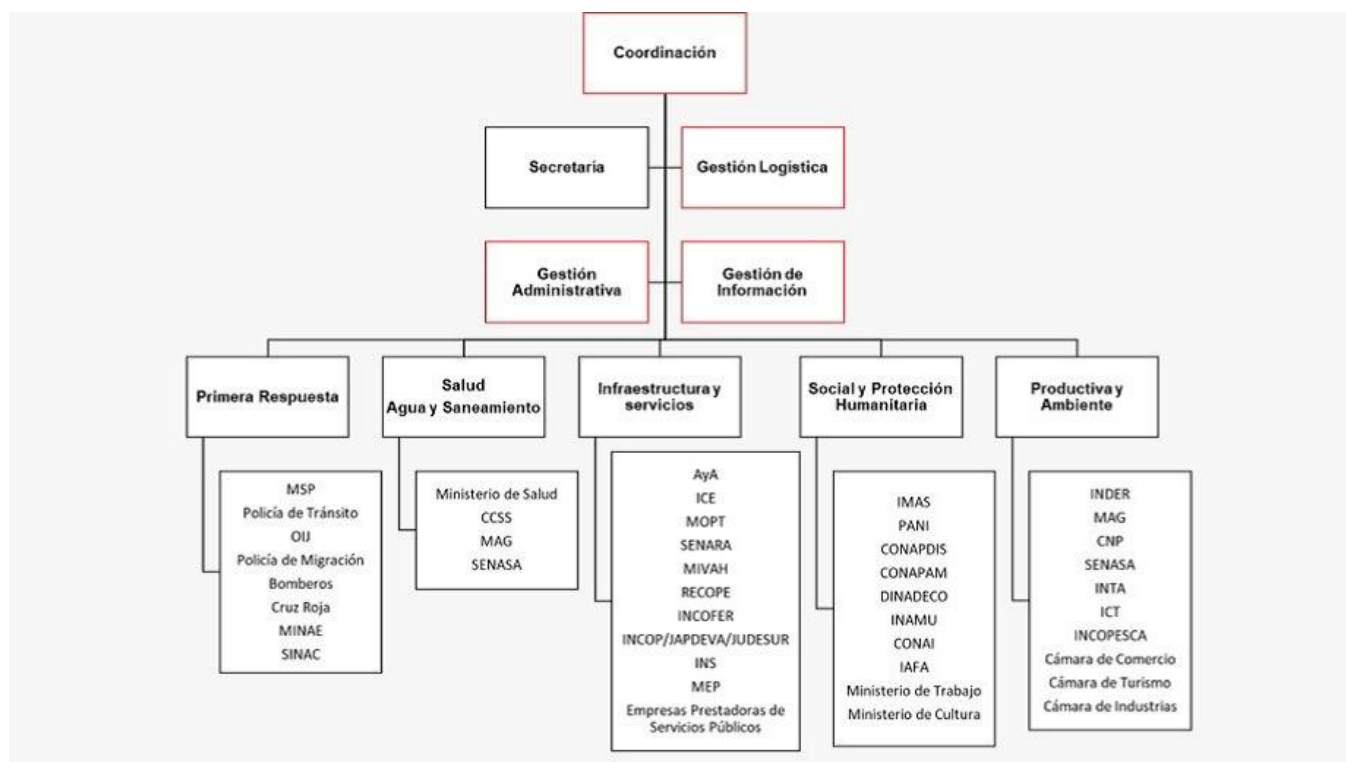 Coordinación
Secretaría
Gestión Logística
Gestión
Administrativa
Gestión de
Información
Primera Respuesta
MSP
Policía de Tránsito
OIJ
Policía de Migración
Bomberos
Cruz Roja
MINAE
SINAC
Salud
Agua y Saneamiento
Ministerio de Salud
CCSS
MAG
SENASA
Infraestructura y
servicios
AyA
ICE
MOPT
SENARA
MIVAH
RECOPE
INCOFER
INCOP/JAPDEVA/JUDESUR
INS
MEP
Empresas Prestadoras de
Servicios Públicos
Social y Protección
Humanitaria
IMAS
PANI
CONAPDIS
CONAPAM
DINADECO
INAMU
CONAI
IAFA
Ministerio de Trabajo
Ministerio de Cultura
Productiva y
Ambiente
INDER
MAG
CNP
SENASA
INTA
ICT
INCOPESCA
Cámara de Comercio
Cámara de Turismo
Cámara de Industrias